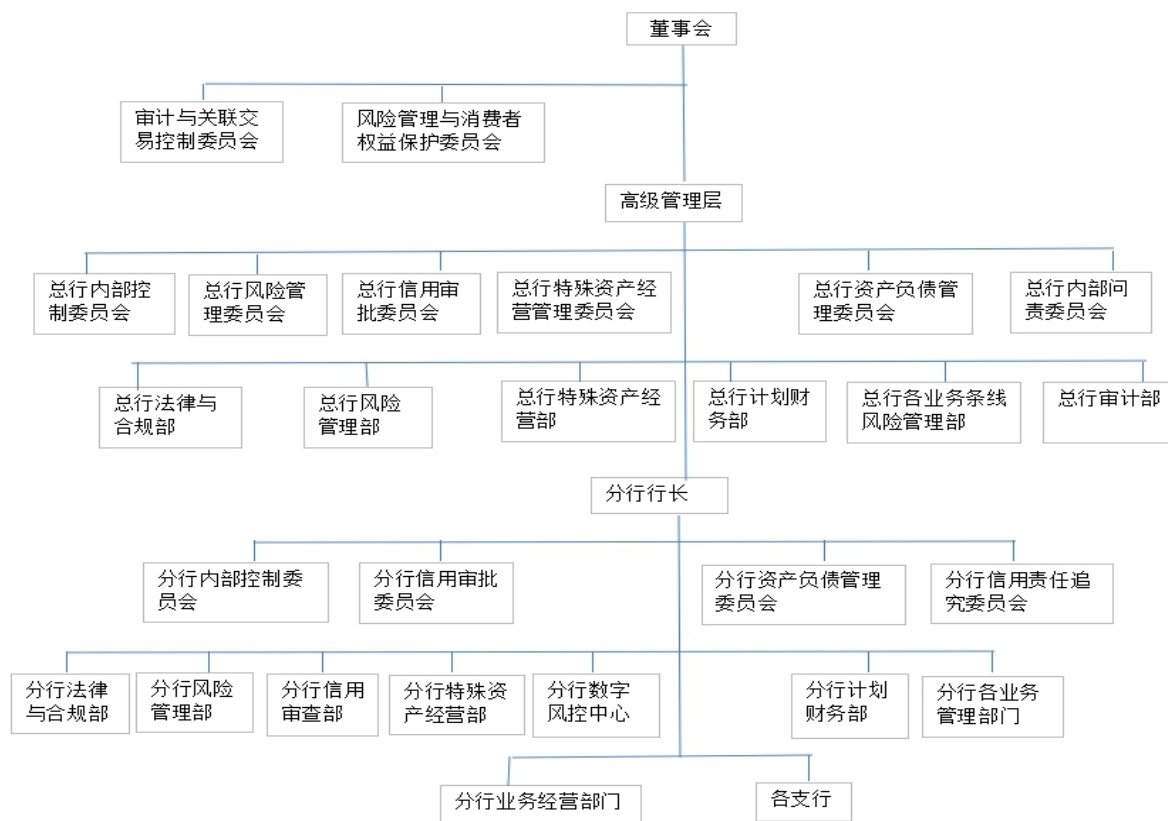 董事会
审计与关联交
易控制委员会
风险管理与消费者
权益保护委员会
高级管理层
总行内部控
制委员会
总行风险管
理委员会
总行信用审
批委员会
总行特殊资产经
营管理委员会
总行资产负债管
理委员会
总行内部问
责委员会
总行法律与
合规部
总行风险
管理部
总行特殊资产经
营部
总行计划财
务部
总行各业务条线
风险管理部
总行审计部
分行行长
分行内部控制委
员会
分行信用审批
委员会
分行资产负债管理
委员会
分行信用责任追
究委员会
分行法律
与合规部
分行风险
管理部
分行信用
审查部
分行特殊资
产经营部
分行数字
风控中心
分行计划
财务部
分行各业务
管理部门
分行业务经营部门
各支行